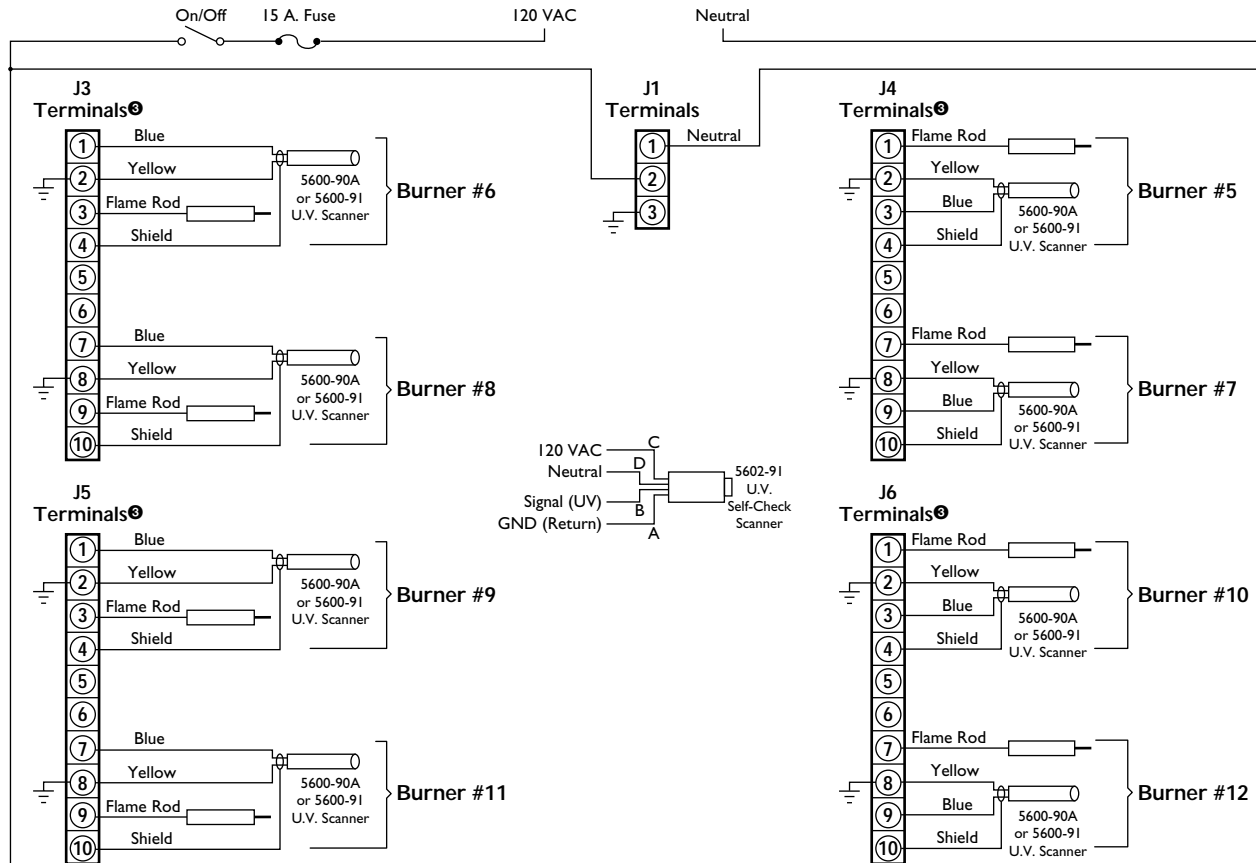 On/Off
15 A. Fuse
120 VAC
Neutral
J3
Terminals❸
1
2
3
4
5
6
7
8
9
10
Blue
Yellow
Flame Rod
Shield
5600-90A
or 5600-91
U.V. Scanner
Burner #6
Blue
Yellow
Flame Rod
Shield
5600-90A
or 5600-91
U.V. Scanner
Burner #8
J1
Terminals
1
2
3
Neutral
J4
Terminals❸
1
2
3
4
5
6
7
8
9
10
Flame Rod
Yellow
Blue
Shield
5600-90A
or 5600-91
U.V. Scanner
Burner #5
Flame Rod
Yellow
Blue
Shield
5600-90A
or 5600-91
U.V. Scanner
Burner #7
120 VAC
Neutral
Signal (UV)
GND (Return)
C
D
B
A
5602-91
U.V.
Self-Check
Scanner
J5
Terminals❸
1
2
3
4
5
6
7
8
9
10
Blue
Yellow
Flame Rod
Shield
5600-90A
or 5600-91
U.V. Scanner
Burner #9
Blue
Yellow
Flame Rod
Shield
5600-90A
or 5600-91
U.V. Scanner
Burner #11
J6
Terminals❸
1
2
3
4
5
6
7
8
9
10
Flame Rod
Yellow
Blue
Shield
5600-90A
or 5600-91
U.V. Scanner
Burner #10
Flame Rod
Yellow
Blue
Shield
5600-90A
or 5600-91
U.V. Scanner
Burner #12